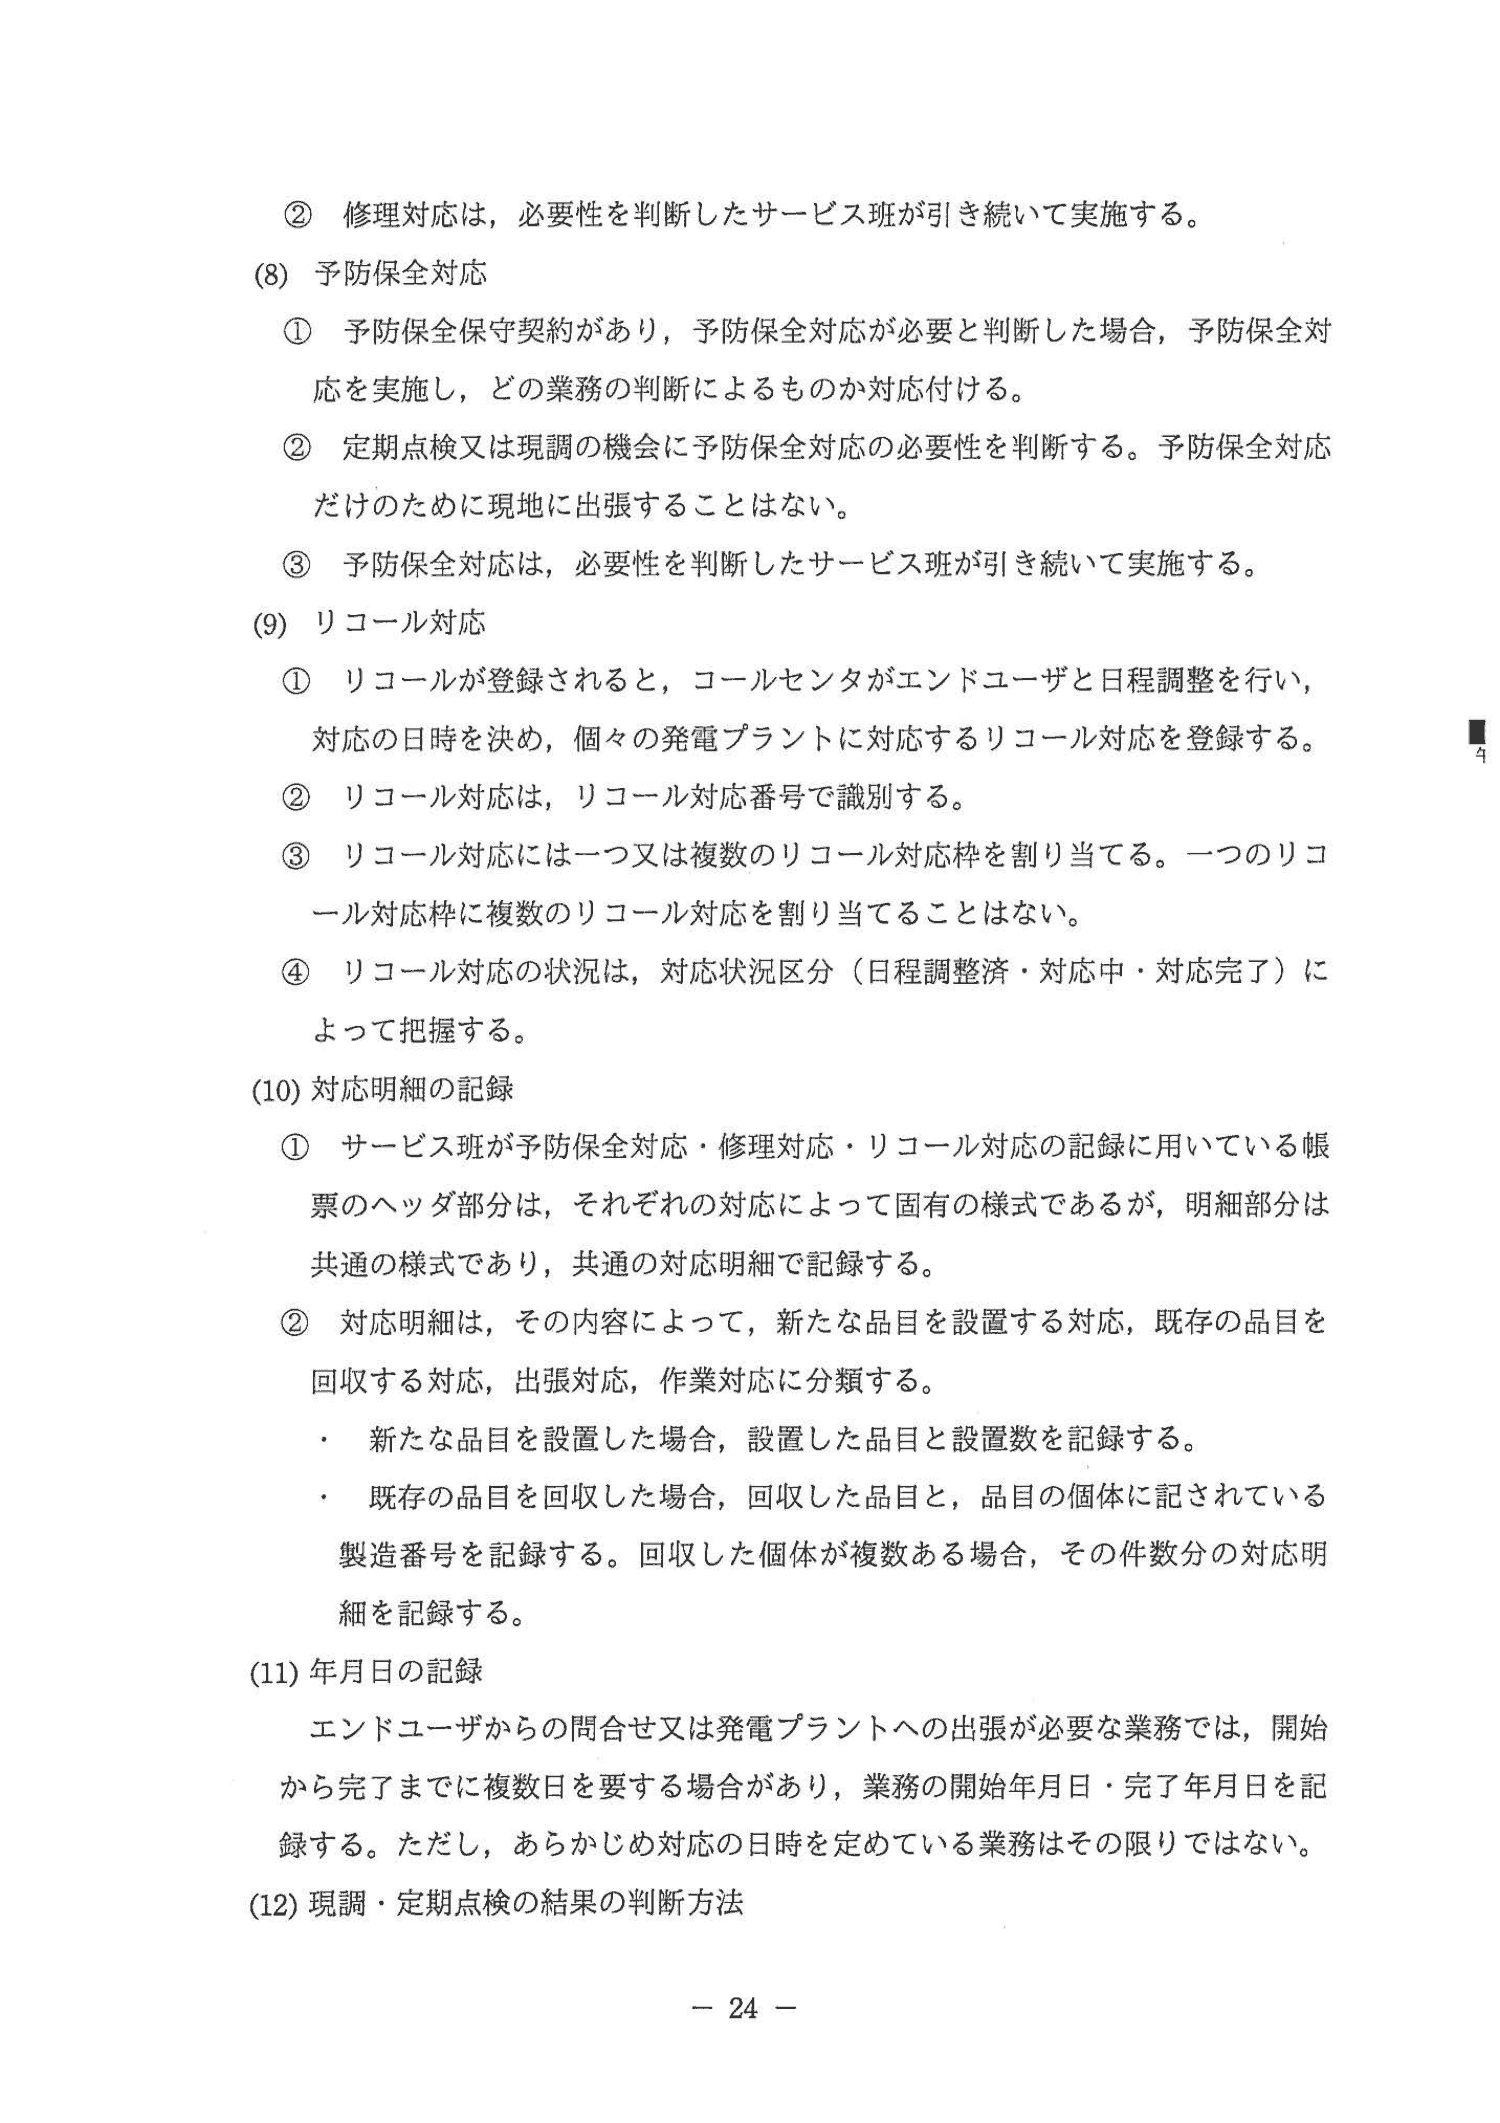 ② 修理対応は，必要性を判断したサービス班が引き続いて実施する。
(8) 予防保全対応
① 予防保全保守契約があり，予防保全対応が必要と判断した場合，予防保全対
応を実施し，どの業務の判断によるものか対応付ける。
② 定期点検又は現調の機会に予防保全対応の必要性を判断する。予防保全対応
だけのために現地に出張することはない。
③ 予防保全対応は，必要性を判断したサービス班が引き続いて実施する。
(9) リコール対応
① リコールが登録されると，コールセンタがエンドユーザと日程調整を行い，
対応の日時を決め，個々の発電プラントに対応するリコール対応を登録する。
② リコール対応は，リコール対応番号で識別する。
③ リコール対応には一つ又は複数のリコール対応枠を割り当てる。一つのリコ
ール対応枠に複数のリコール対応を割り当てることはない。
④ リコール対応の状況は，対応状況区分（日程調整済・対応中・対応完了）に
よって把握する。
(10) 対応明細の記録
① サービス班が予防保全対応・修理対応・リコール対応の記録に用いている帳
票のヘッダ部分は，それぞれの対応によって固有の様式であるが，明細部分は
共通の様式であり，共通の対応明細で記録する。
② 対応明細は，その内容によって，新たな品目を設置する対応，既存の品目を
回収する対応，出張対応，作業対応に分類する。
・ 新たな品目を設置した場合，設置した品目と設置数を記録する。
・ 既存の品目を回収した場合，回収した品目と，品目の個体に記されている
製造番号を記録する。回収した個体が複数ある場合，その件数分の対応明
細を記録する。
(11) 年月日の記録
エンドユーザからの問合せ又は発電プラントへの出張が必要な業務では，開始
から完了までに複数日を要する場合があり，業務の開始年月日・完了年月日を記
録する。ただし，あらかじめ対応の日時を定めている業務はその限りではない。
(12) 現調・定期点検の結果の判断方法
－ 24 －